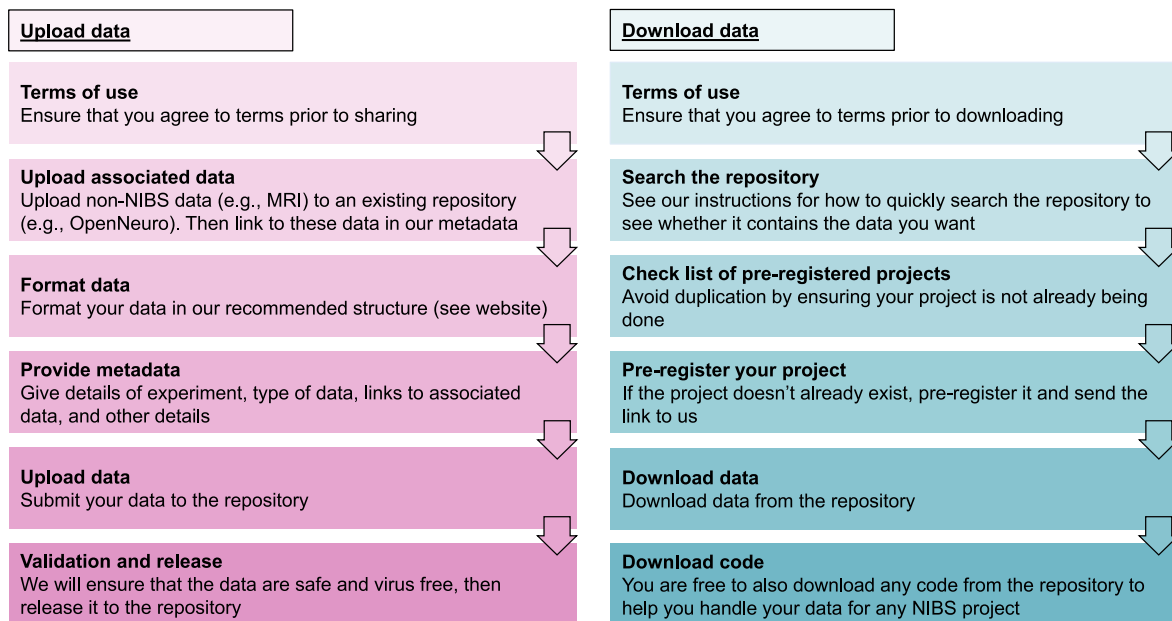 Upload data
Terms of use
Ensure that you agree to terms prior to sharing
Upload associated data
Upload non-NIBS data (e.g., MRI) to an existing repository
(e.g., OpenNeuro). Then link to these data in our metadata
Format data
Format your data in our recommended structure (see website)
Provide metadata
Give details of experiment, type of data, links to associated
data, and other details
Upload data
Submit your data to the repository
Validation and release
We will ensure that the data are safe and virus free, then
release it to the repository
Download data
Terms of use
Ensure that you agree to terms prior to downloading
Search the repository
See our instructions for how to quickly search the repository to
see whether it contains the data you want
Check list of pre-registered projects
Avoid duplication by ensuring your project is not already being
done
Pre-register your project
If the project doesn’t already exist, pre-register it and send the
link to us
Download data
Download data from the repository
Download code
You are free to also download any code from the repository to
help you handle your data for any NIBS project